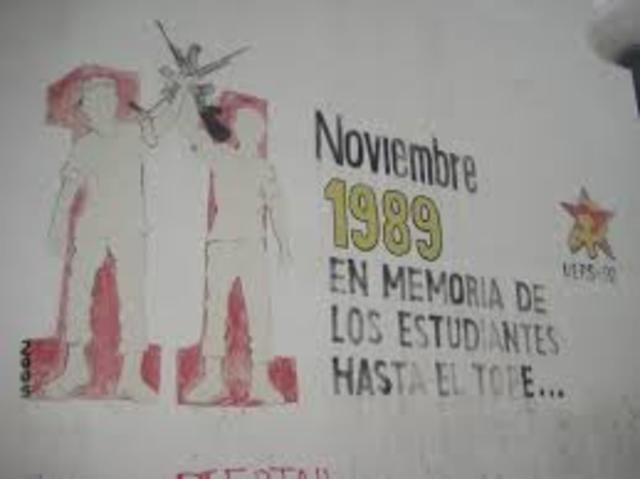 Noviembre
1989
EN MEMORIA DE
LOS ESTUDIANTES
HASTA EL TOPE...